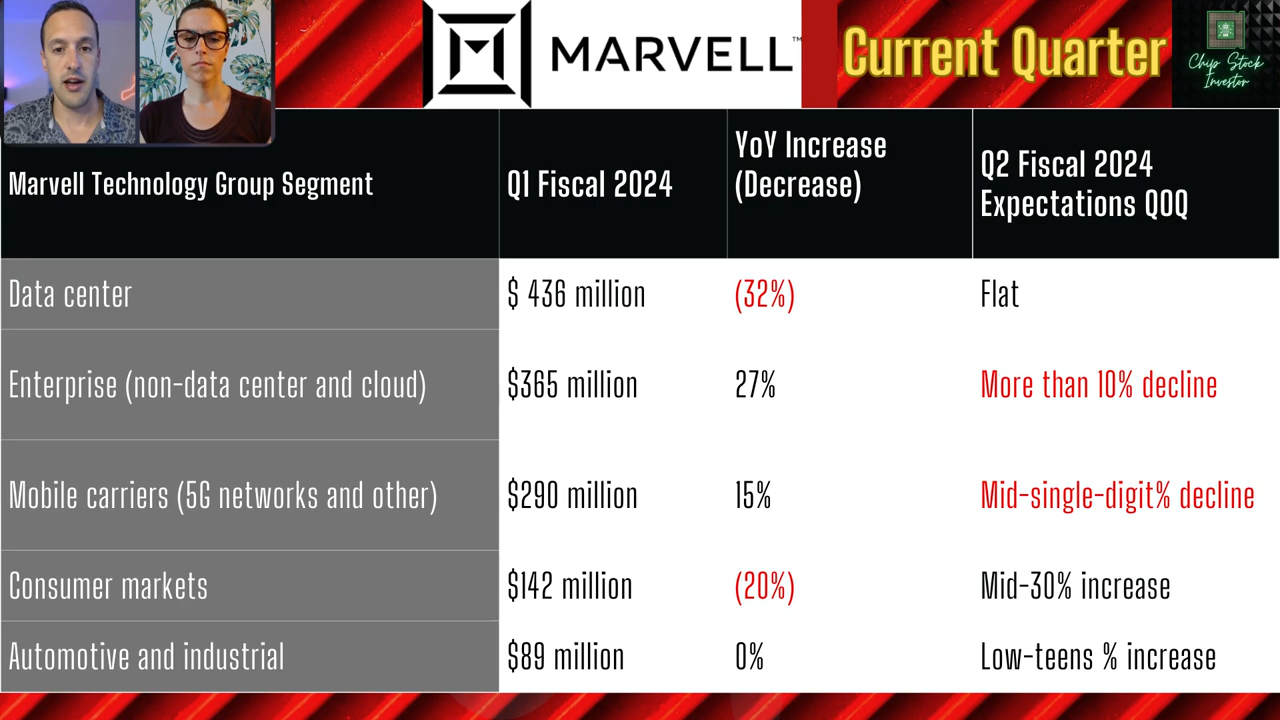 MARVELL™
Current Quarter
Chip Stock
Investor
Marvell Technology Group Segment
Q1 Fiscal 2024
YoY Increase
(Decrease)
Q2 Fiscal 2024
Expectations QOQ
Data center
$ 436 million
(32%)
Flat
Enterprise (non-data center and cloud)
$365 million
27%
More than 10% decline
Mobile carriers (5G networks and other)
$290 million
15%
Mid-single-digit% decline
Consumer markets
$142 million
(20%)
Mid-30% increase
Automotive and industrial
$89 million
0%
Low-teens % increase